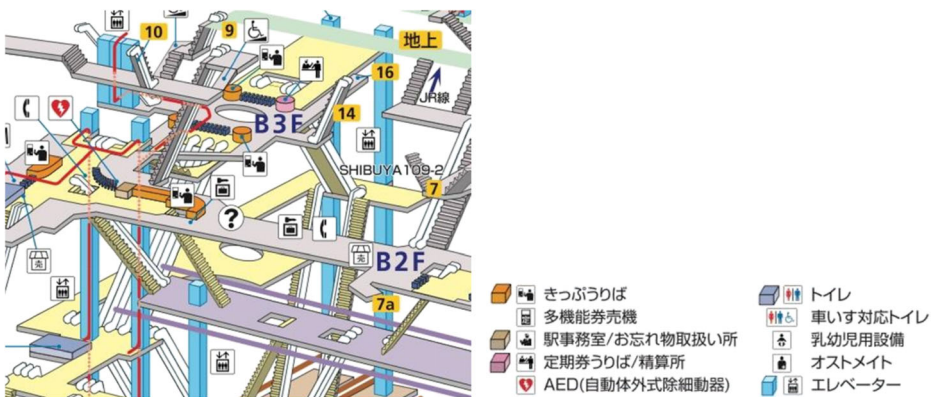 10
9
地上
16
JR線
14
B3F
SHIBUYA109-2
7
?
売
B2F
7a
きっぷうりば
多機能券売機
駅事務室/お忘れ物取扱い所
定期券うりば/精算所
AED(自動体外式除細動器)
トイレ
車いす対応トイレ
乳幼児用設備
オストメイト
エレベーター